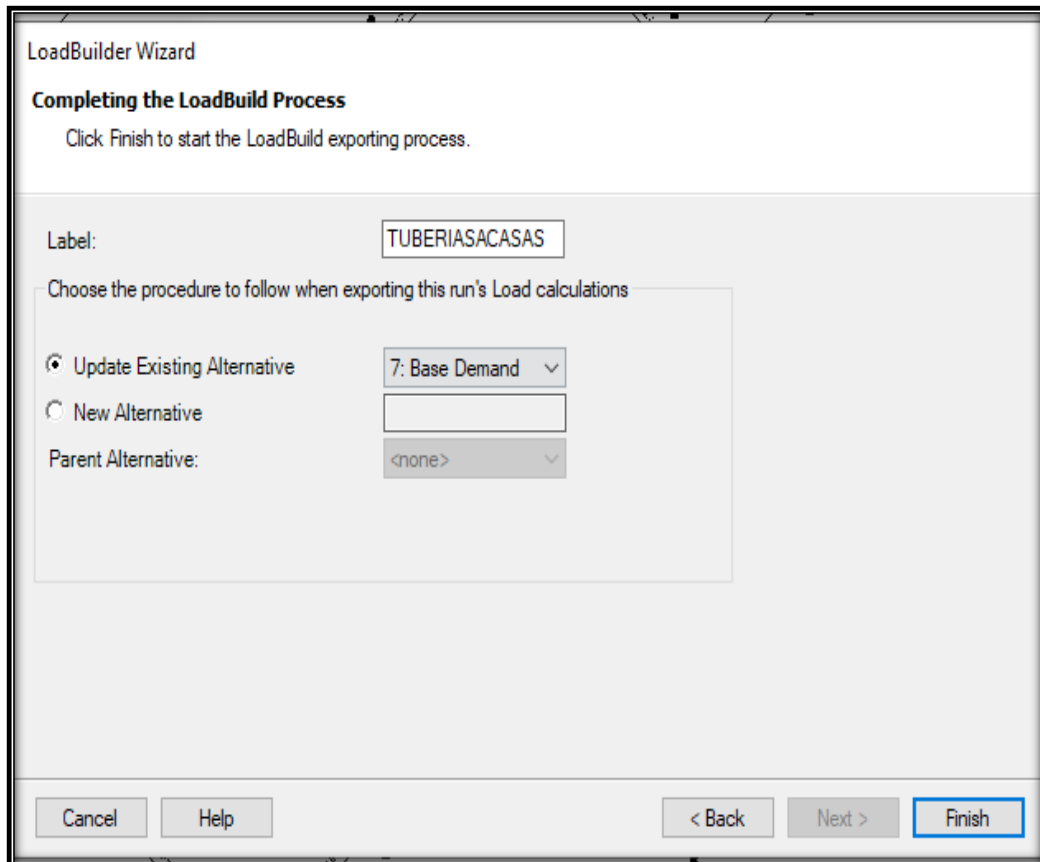 LoadBuilder Wizard
Completing the LoadBuild Process
Click Finish to start the LoadBuild exporting process.
Label: TUBERIASACASAS
Choose the procedure to follow when exporting this run's Load calculations
Update Existing Alternative 7: Base Demand
New Alternative
Parent Alternative: <none>
Cancel Help < Back Next > Finish